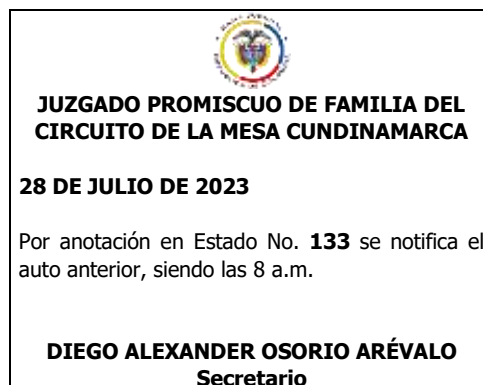 JUZGADO PROMISCUO DE FAMILIA DEL
CIRCUITO DE LA MESA CUNDINAMARCA
28 DE JULIO DE 2023
Por anotación en Estado No. 133 se notifica el
auto anterior, siendo las 8 a.m.
DIEGO ALEXANDER OSORIO ARÉVALO
Secretario